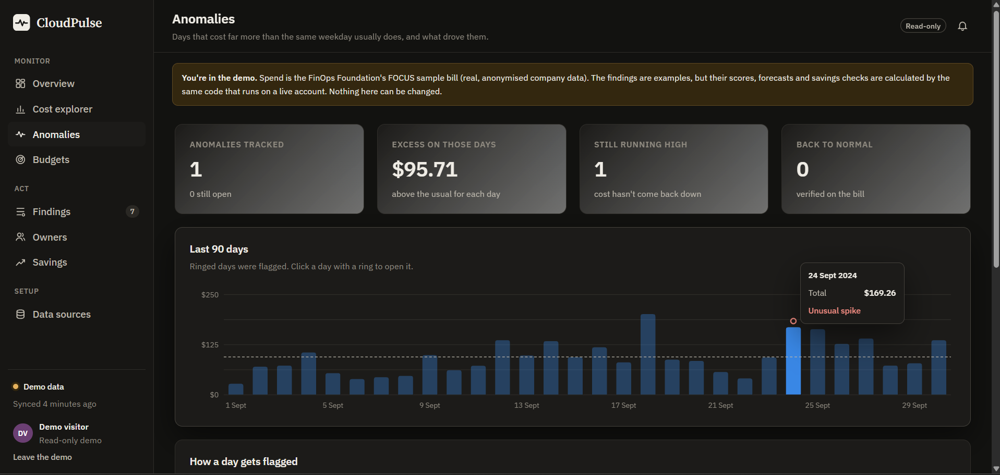 CloudPulse
MONITOR
Overview
Cost explorer
Anomalies
Budgets
ACT
Findings 7
Owners
Savings
SETUP
Data sources
Demo data
Synced 4 minutes ago
DV
Demo visitor
Read-only demo
Leave the demo
Anomalies
Days that cost far more than the same weekday usually does, and what drove them.
Read-only
You're in the demo. Spend is the FinOps Foundation's FOCUS sample bill (real, anonymised company data). The findings are examples, but their scores, forecasts and savings checks are calculated by the
same code that runs on a live account. Nothing here can be changed.
ANOMALIES TRACKED
1
0 still open
EXCESS ON THOSE DAYS
$95.71
above the usual for each day
STILL RUNNING HIGH
1
cost hasn't come back down
BACK TO NORMAL
0
verified on the bill
Last 90 days
Ringed days were flagged. Click a day with a ring to open it.
24 Sept 2024
Total $169.26
Unusual spike
$250
$125
$0
1 Sept 5 Sept 9 Sept 13 Sept 17 Sept 21 Sept 25 Sept 29 Sept
How a day gets flagged